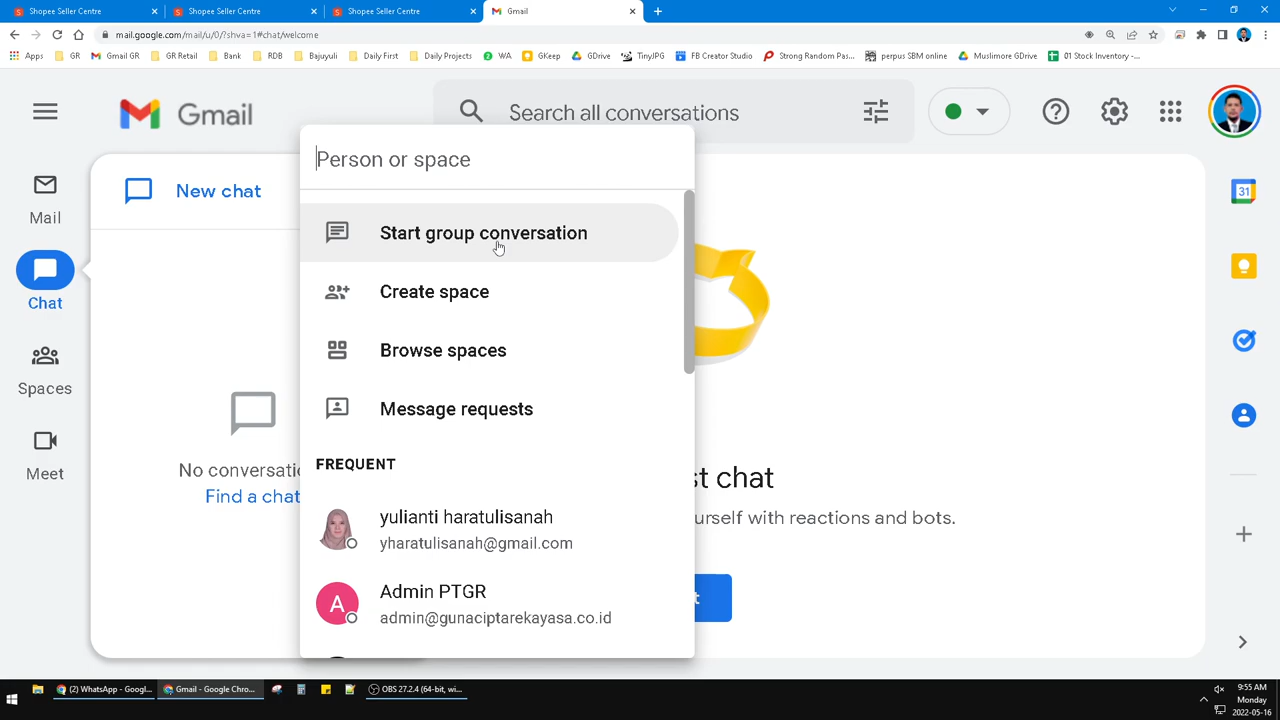 Shopee Seller Centre
Shopee Seller Centre
Shopee Seller Centre
Gmail
mail.google.com/mail/u/0/?shva=1#chat/welcome
Apps
GR
Gmail GR
GR Retail
Bank
RDB
Bajuyuli
Daily First
Daily Projects
2 WA
GKeep
GDrive
TinyJPG
FB Creator Studio
Strong Random Pas...
perpus SBM online
Muslimore GDrive
01 Stock Inventory -...
Gmail
Search all conversations
Person or space
New chat
Mail
Start group conversation
Chat
Create space
Browse spaces
Spaces
Message requests
Meet
No conversatio
Find a chat
FREQUENT
st chat
urself with reactions and bots.
yulianti haratulisanah
yharatulisanah@gmail.com
A
Admin PTGR
admin@gunaciptarekayasa.co.id
t
31
(2) WhatsApp - Googl...
Gmail - Google Chro...
OBS 27.2.4 (64-bit, wi...
9:55 AM
Monday
2022-05-16